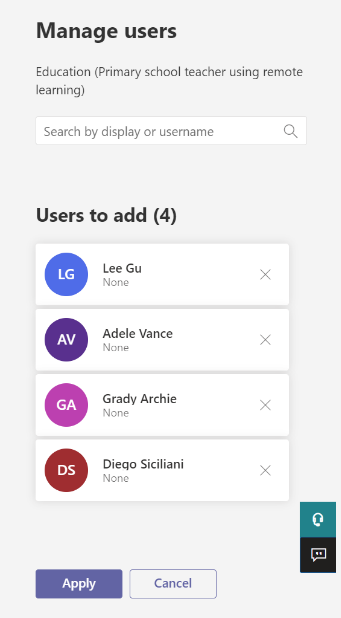 Manage users
Education (Primary school teacher using remote
learning)
Search by display or username
Users to add (4)
LG
Lee Gu
None
AV
Adele Vance
None
GA
Grady Archie
None
DS
Diego Siciliani
None
Apply
Cancel